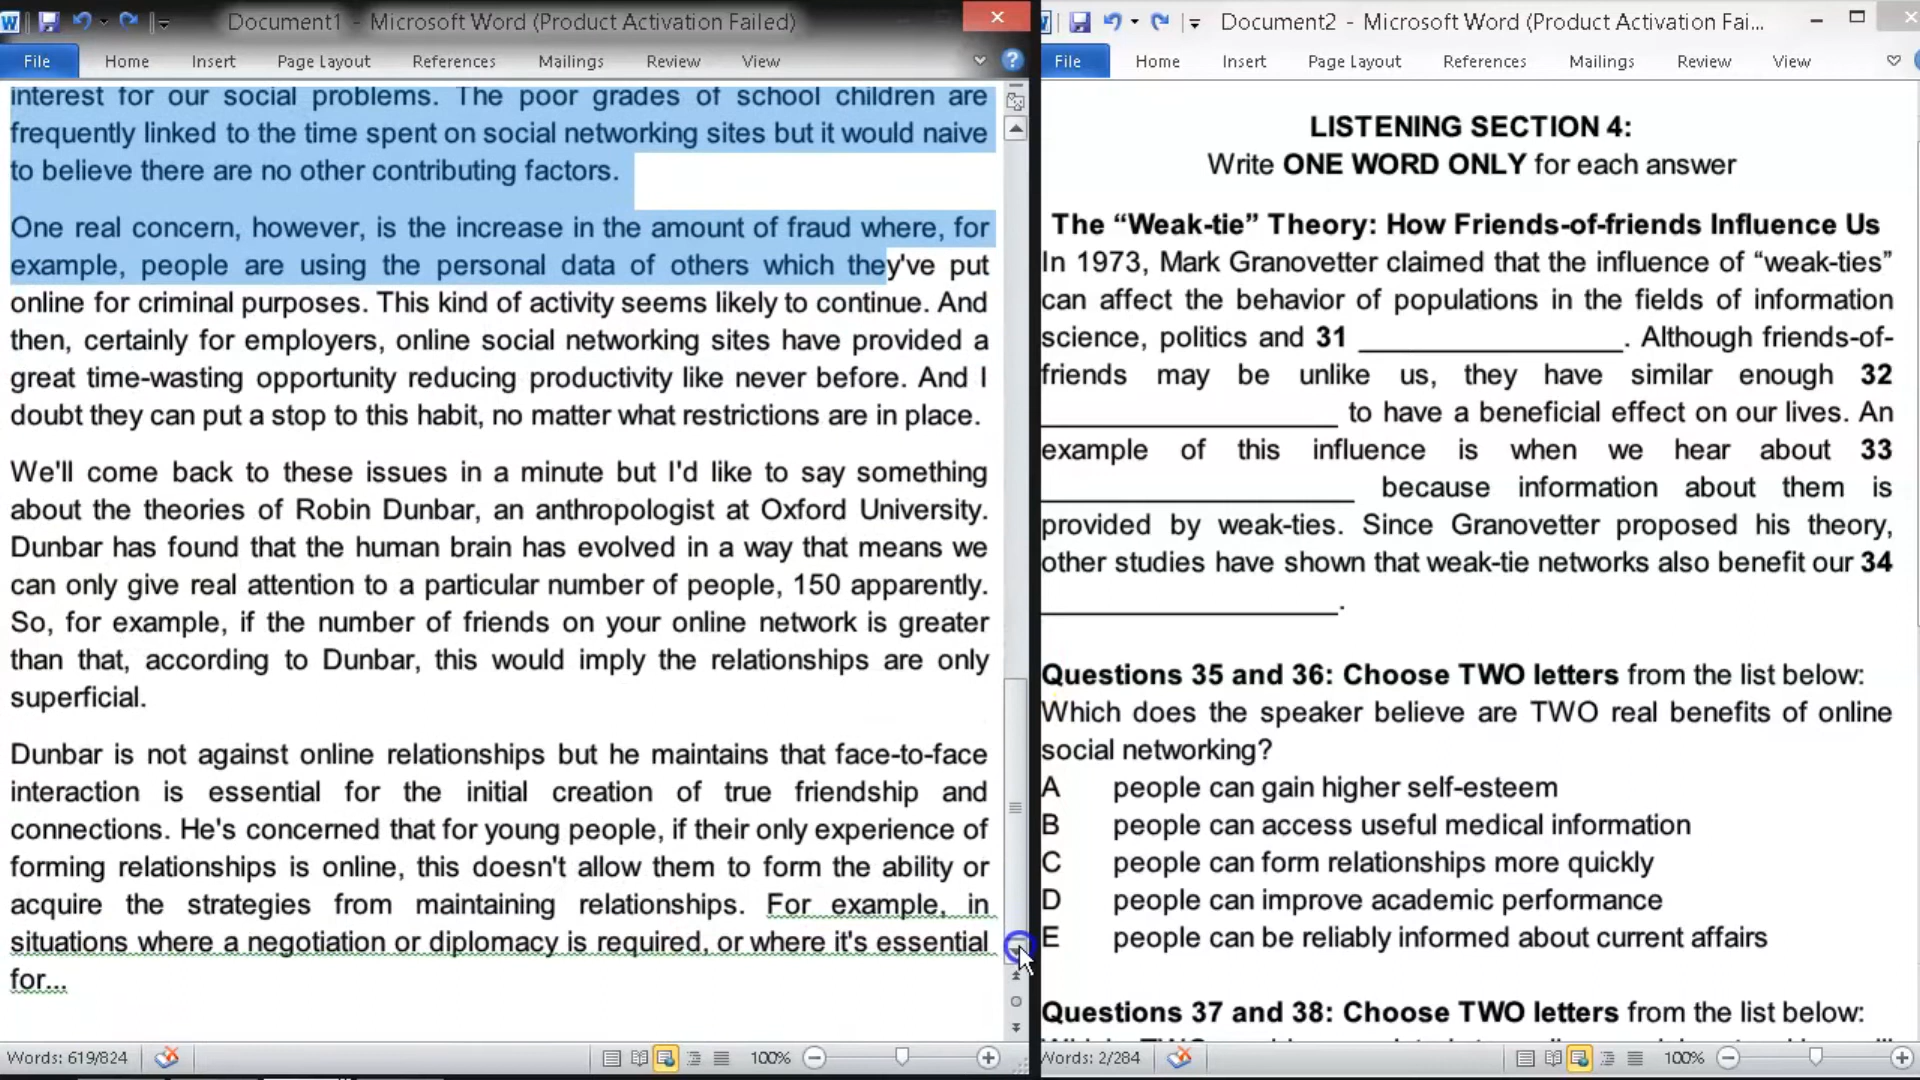 Document1 - Microsoft Word (Product Activation Failed)
File Home Insert Page Layout References Mailings Review View
interest for our social problems. The poor grades of school children are
frequently linked to the time spent on social networking sites but it would naive
to believe there are no other contributing factors.
One real concern, however, is the increase in the amount of fraud where, for
example, people are using the personal data of others which they've put
online for criminal purposes. This kind of activity seems likely to continue. And
then, certainly for employers, online social networking sites have provided a
great time-wasting opportunity reducing productivity like never before. And I
doubt they can put a stop to this habit, no matter what restrictions are in place.
We'll come back to these issues in a minute but I'd like to say something
about the theories of Robin Dunbar, an anthropologist at Oxford University.
Dunbar has found that the human brain has evolved in a way that means we
can only give real attention to a particular number of people, 150 apparently.
So, for example, if the number of friends on your online network is greater
than that, according to Dunbar, this would imply the relationships are only
superficial.
Dunbar is not against online relationships but he maintains that face-to-face
interaction is essential for the initial creation of true friendship and
connections. He's concerned that for young people, if their only experience of
forming relationships is online, this doesn't allow them to form the ability or
acquire the strategies from maintaining relationships. For example, in
situations where a negotiation or diplomacy is required, or where it's essential
for...
Words: 619/824 100%
Document2 - Microsoft Word (Product Activation Fai...
File Home Insert Page Layout References Mailings Review View
LISTENING SECTION 4:
Write ONE WORD ONLY for each answer
The “Weak-tie” Theory: How Friends-of-friends Influence Us
In 1973, Mark Granovetter claimed that the influence of “weak-ties”
can affect the behavior of populations in the fields of information
science, politics and 31 ________________. Although friends-of-
friends may be unlike us, they have similar enough 32
__________________ to have a beneficial effect on our lives. An
example of this influence is when we hear about 33
___________________ because information about them is
provided by weak-ties. Since Granovetter proposed his theory,
other studies have shown that weak-tie networks also benefit our 34
__________________.
Questions 35 and 36: Choose TWO letters from the list below:
Which does the speaker believe are TWO real benefits of online
social networking?
A people can gain higher self-esteem
B people can access useful medical information
C people can form relationships more quickly
D people can improve academic performance
E people can be reliably informed about current affairs
Questions 37 and 38: Choose TWO letters from the list below:
Words: 2/284 100%